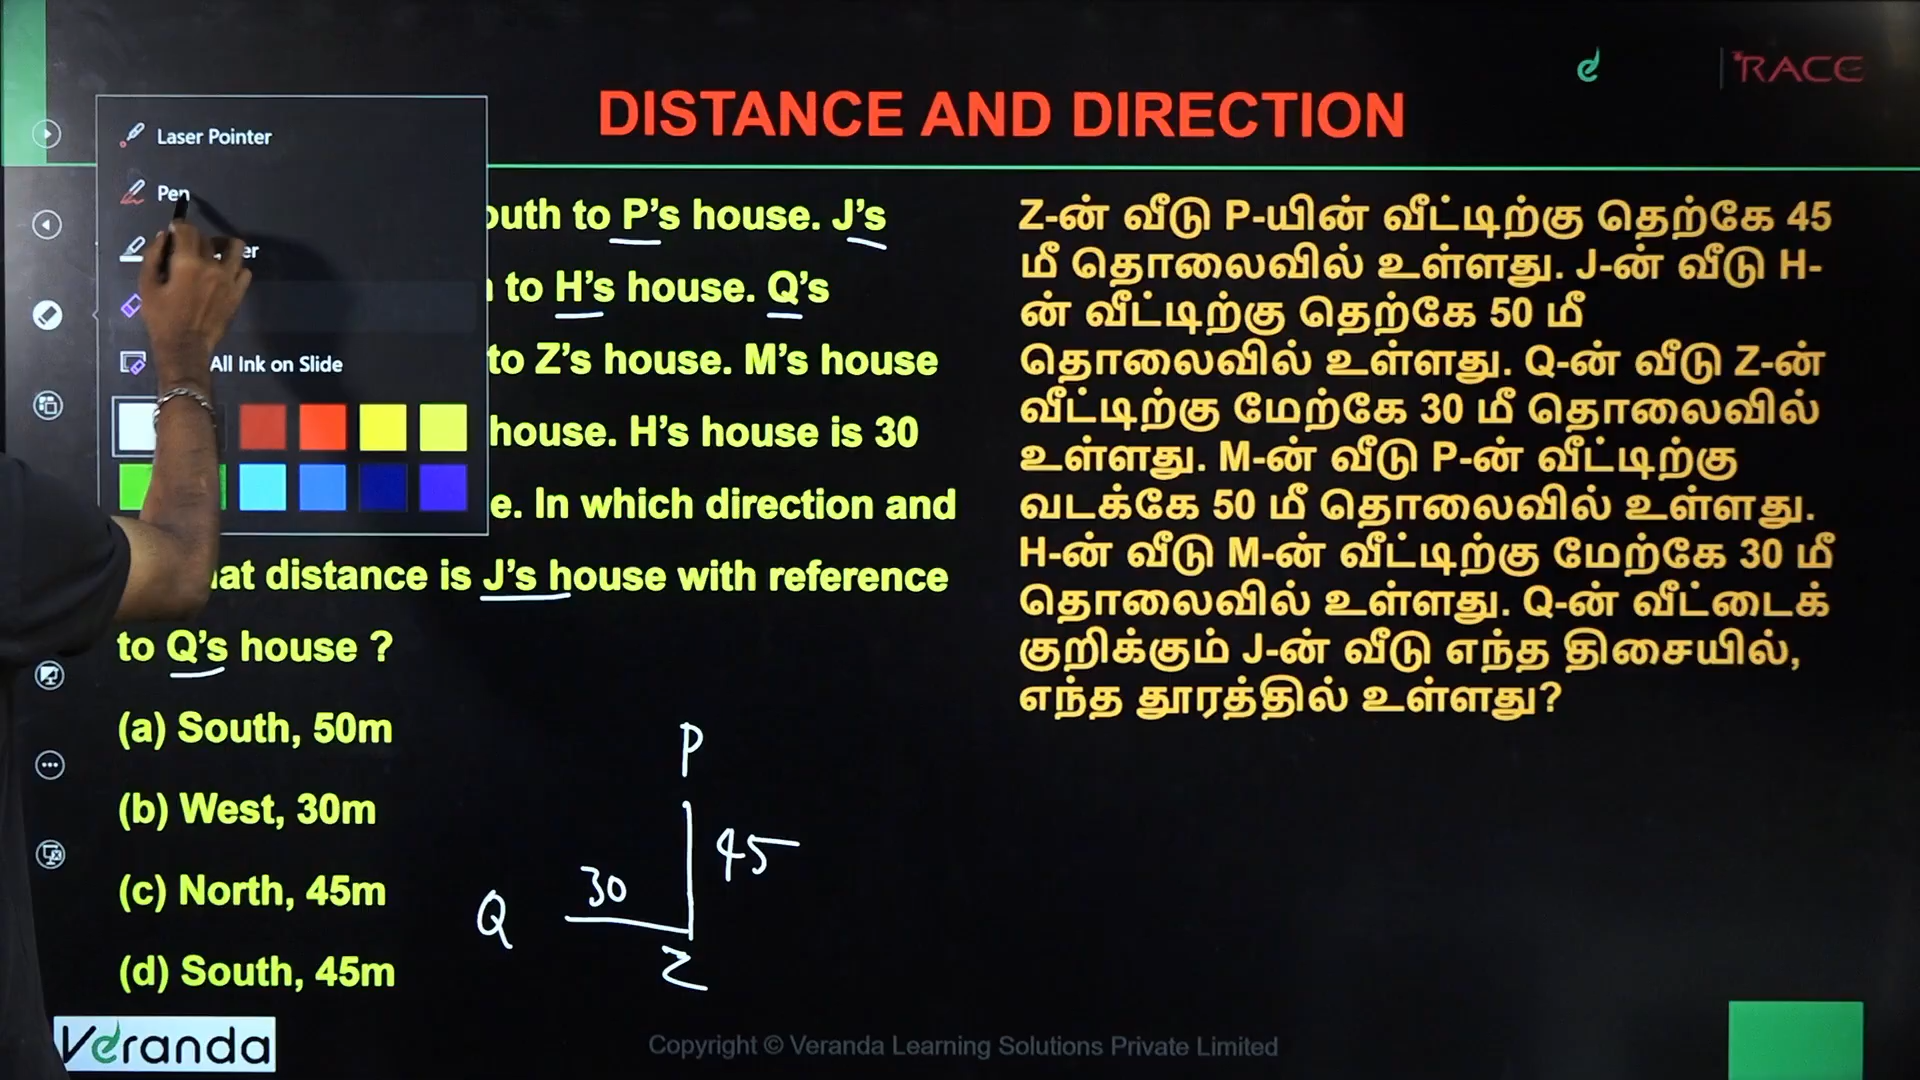 RACE
DISTANCE AND DIRECTION
Laser Pointer
Pen
All Ink on Slide
to P's house. J's
to H's house. Q's
to Z's house. M's house
house. H's house is 30
In which direction and
distance is J's house with reference
to Q's house ?
(a) South, 50m
(b) West, 30m
(c) North, 45m
(d) South, 45m
Z-ன் வீடு P-யின் வீட்டிற்கு தெற்கே 45
மீ தொலைவில் உள்ளது. J-ன் வீடு H-
ன் வீட்டிற்கு தெற்கே 50 மீ
தொலைவில் உள்ளது. Q-ன் வீடு Z-ன்
வீட்டிற்கு மேற்கே 30 மீ தொலைவில்
உள்ளது. M-ன் வீடு P-ன் வீட்டிற்கு
வடக்கே 50 மீ தொலைவில் உள்ளது.
H-ன் வீடு M-ன் வீட்டிற்கு மேற்கே 30 மீ
தொலைவில் உள்ளது. Q-ன் வீட்டைக்
குறிக்கும் J-ன் வீடு எந்த திசையில்,
எந்த தூரத்தில் உள்ளது?
P
45
30
Q
Z
Veranda
Copyright © Veranda Learning Solutions Private Limited